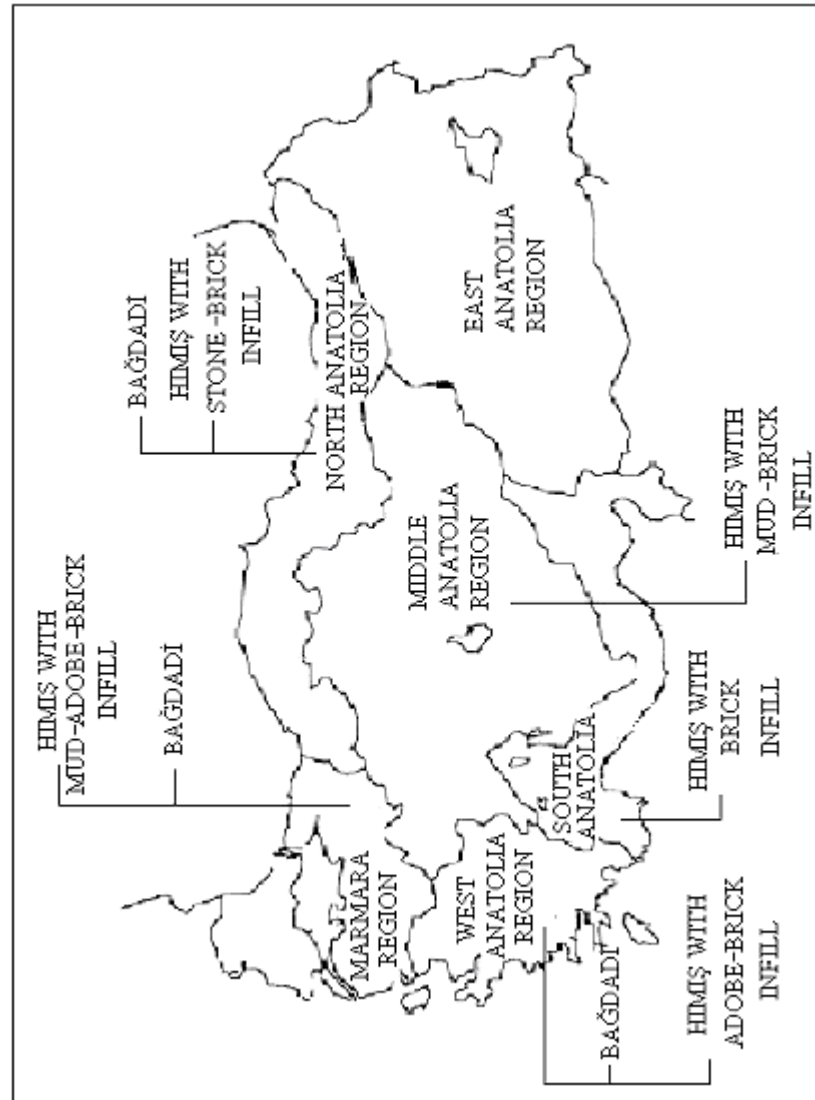 HIMIŞ WITH
MUD-ADOBE-BRICK
INFILL
BAĞDADİ
BAĞDADİ
HIMIŞ WITH
STONE-BRICK
INFILL
MARMARA
REGION
NORTH ANATOLIA
REGION
WEST
ANATOLIA
REGION
MIDDLE
ANATOLIA
REGION
EAST
ANATOLIA
REGION
SOUTH
ANATOLIA
BAĞDADİ
HIMIŞ WITH
ADOBE-BRICK
INFILL
HIMIŞ WITH
BRICK
INFILL
HIMIŞ WITH
MUD-BRICK
INFILL